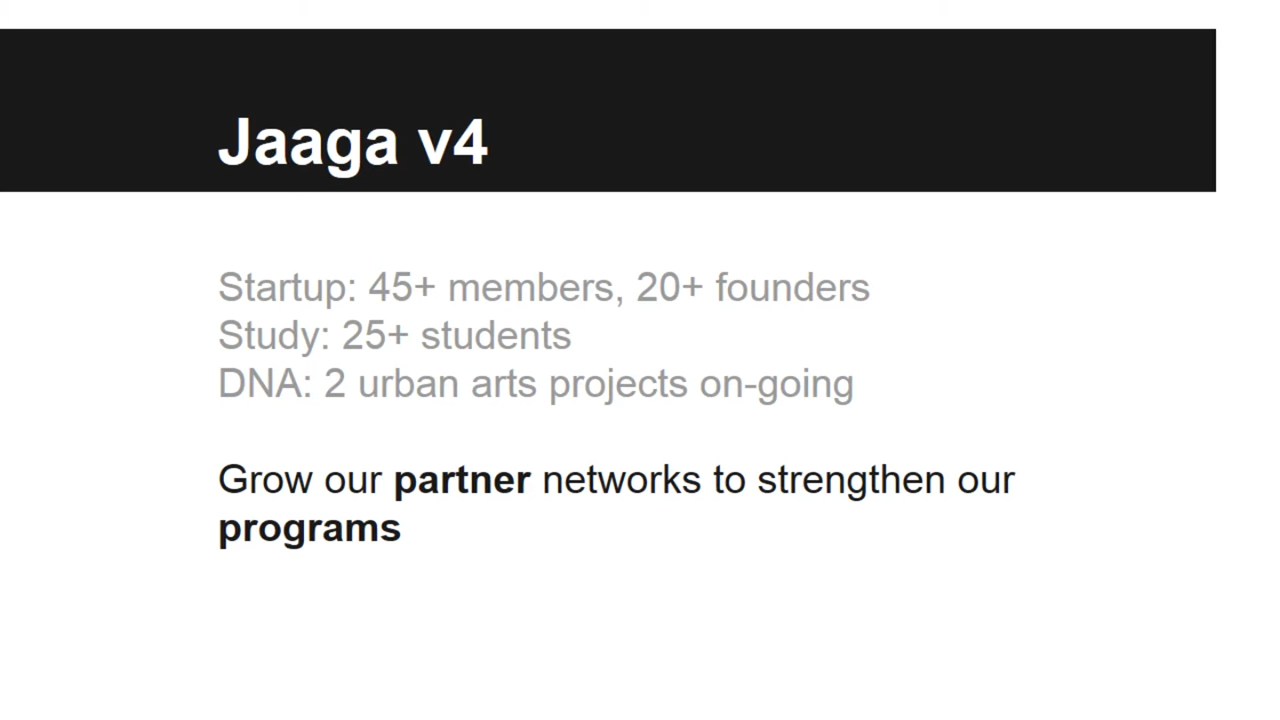 Jaaga v4
Startup: 45+ members, 20+ founders
Study: 25+ students
DNA: 2 urban arts projects on-going
Grow our partner networks to strengthen our
programs